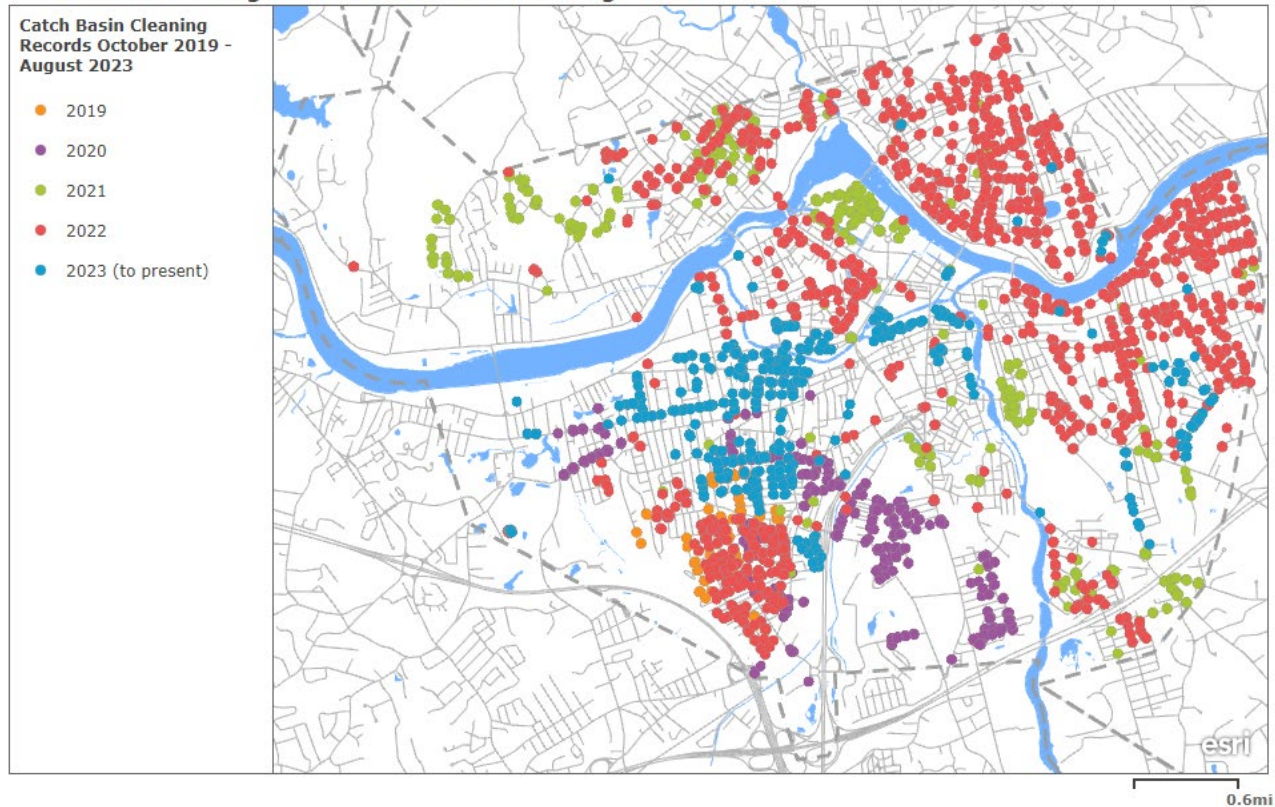 Catch Basin Cleaning
Records October 2019 -
August 2023
2019
2020
2021
2022
2023 (to present)
esri
0.6mi